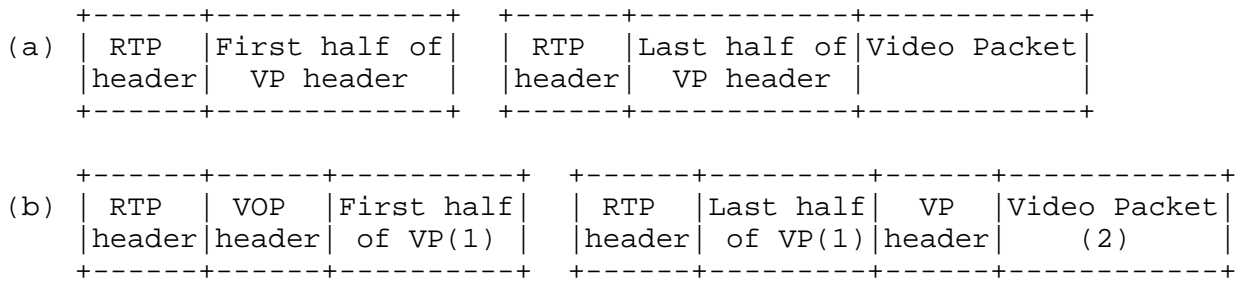 +------+-------------+  +------+------------+------------+
(a) | RTP  |First half of|  | RTP  |Last half of|Video Packet|
    |header|  VP header  |  |header|  VP header |            |
    +------+-------------+  +------+------------+------------+

    +------+------+----------+  +------+---------+------+------------+
(b) | RTP  | VOP  |First half|  | RTP  |Last half|  VP  |Video Packet|
    |header|header| of VP(1) |  |header| of VP(1)|header|    (2)     |
    +------+------+----------+  +------+---------+------+------------+